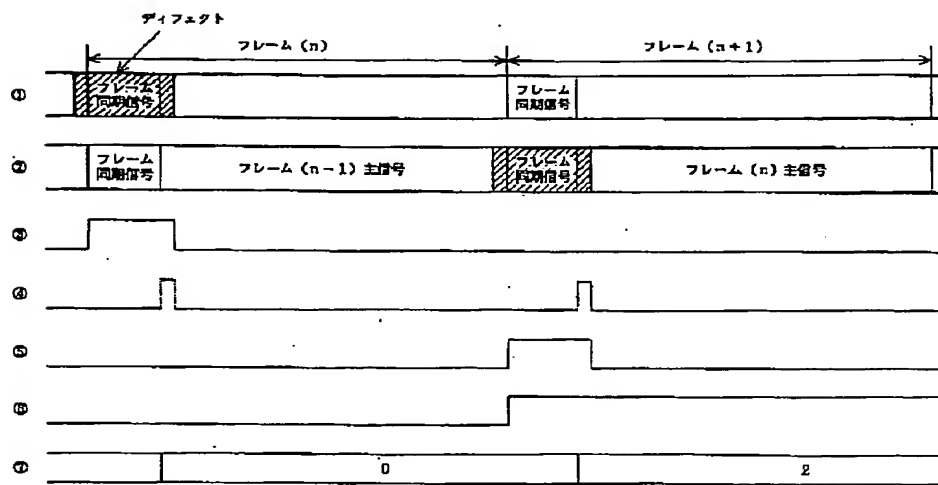 ディフェクト
フレーム (n)
フレーム (n+1)
①
フレーム
同期信号
フレーム
同期信号
②
フレーム
同期信号
フレーム (n-1) 主信号
フレーム
同期信号
フレーム (n) 主信号
③
④
⑤
⑥
⑦
0
2